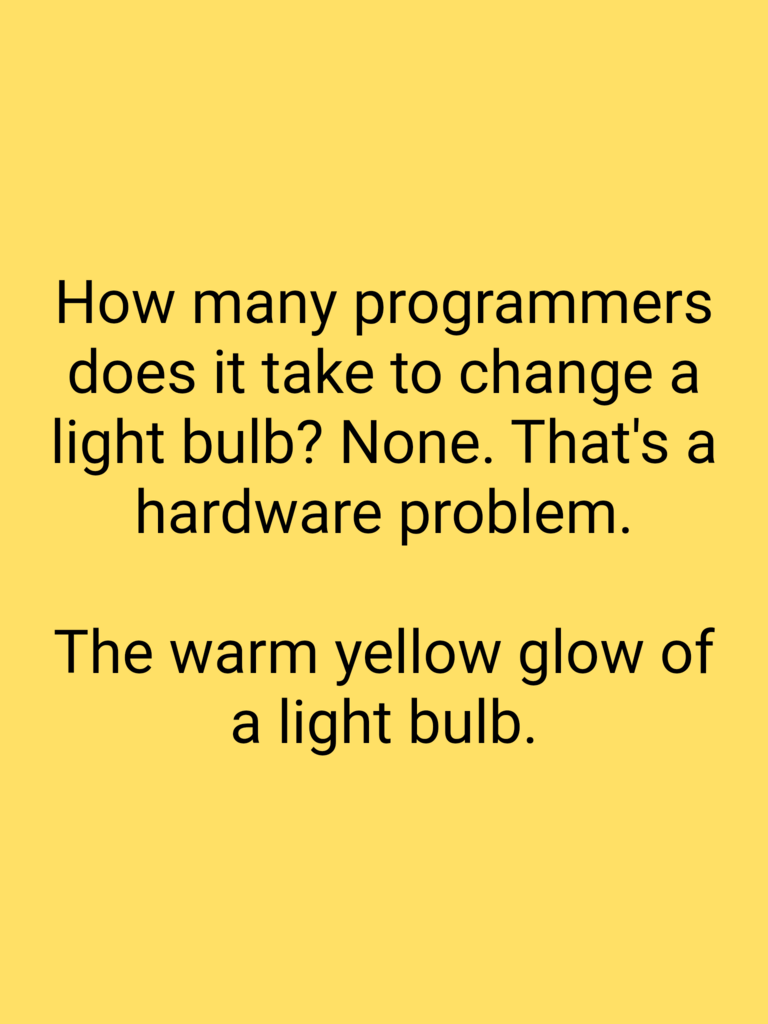 How many programmers
does it take to change a
light bulb? None. That's a
hardware problem.
The warm yellow glow of
a light bulb.